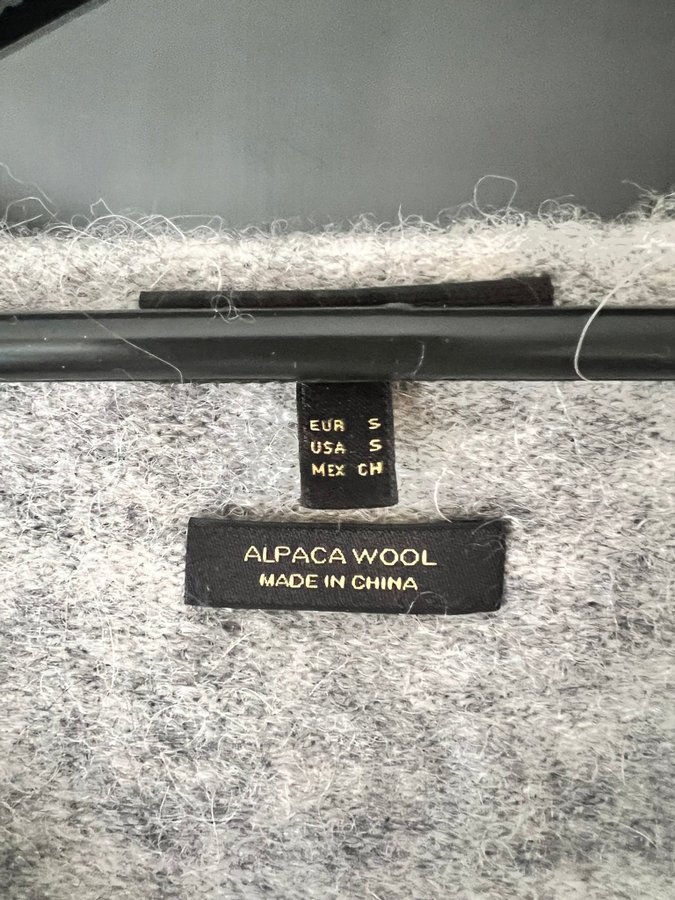 EUR S
USA S
MEX CH
ALPACA WOOL
MADE IN CHINA